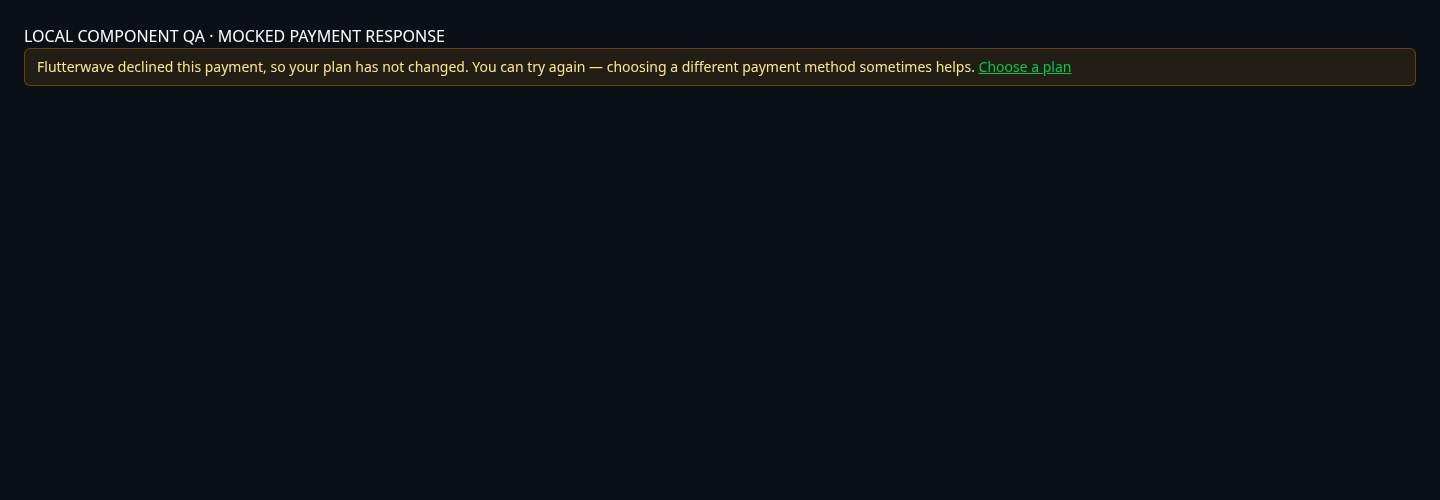 LOCAL COMPONENT QA · MOCKED PAYMENT RESPONSE
Flutterwave declined this payment, so your plan has not changed. You can try again — choosing a different payment method sometimes helps. Choose a plan